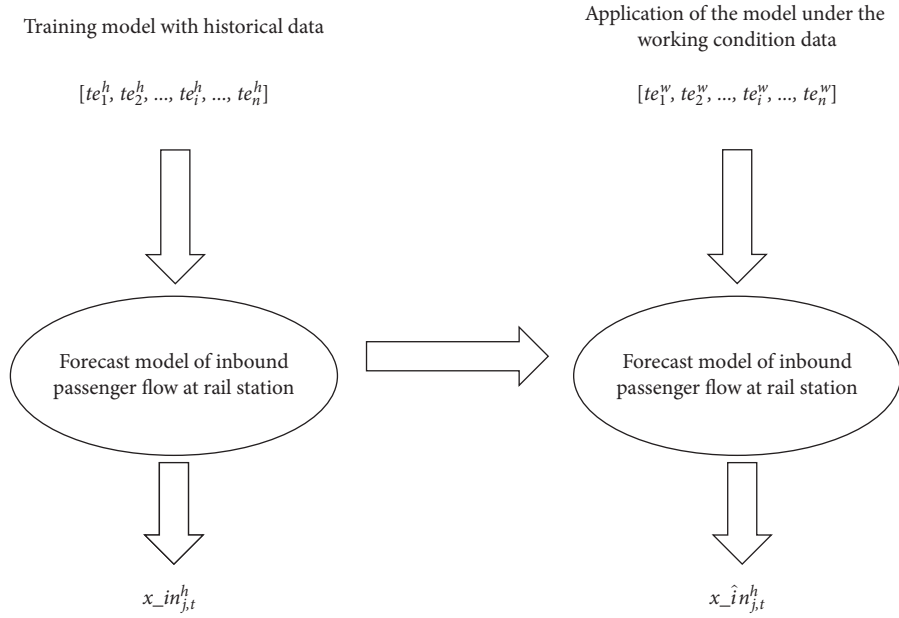 Training model with historical data
[te_1^h, te_2^h, ..., te_i^h, ..., te_n^h]
Forecast model of inbound
passenger flow at rail station
x_in_{j,t}^h
Application of the model under the
working condition data
[te_1^w, te_2^w, ..., te_i^w, ..., te_n^w]
Forecast model of inbound
passenger flow at rail station
x_în_{j,t}^h